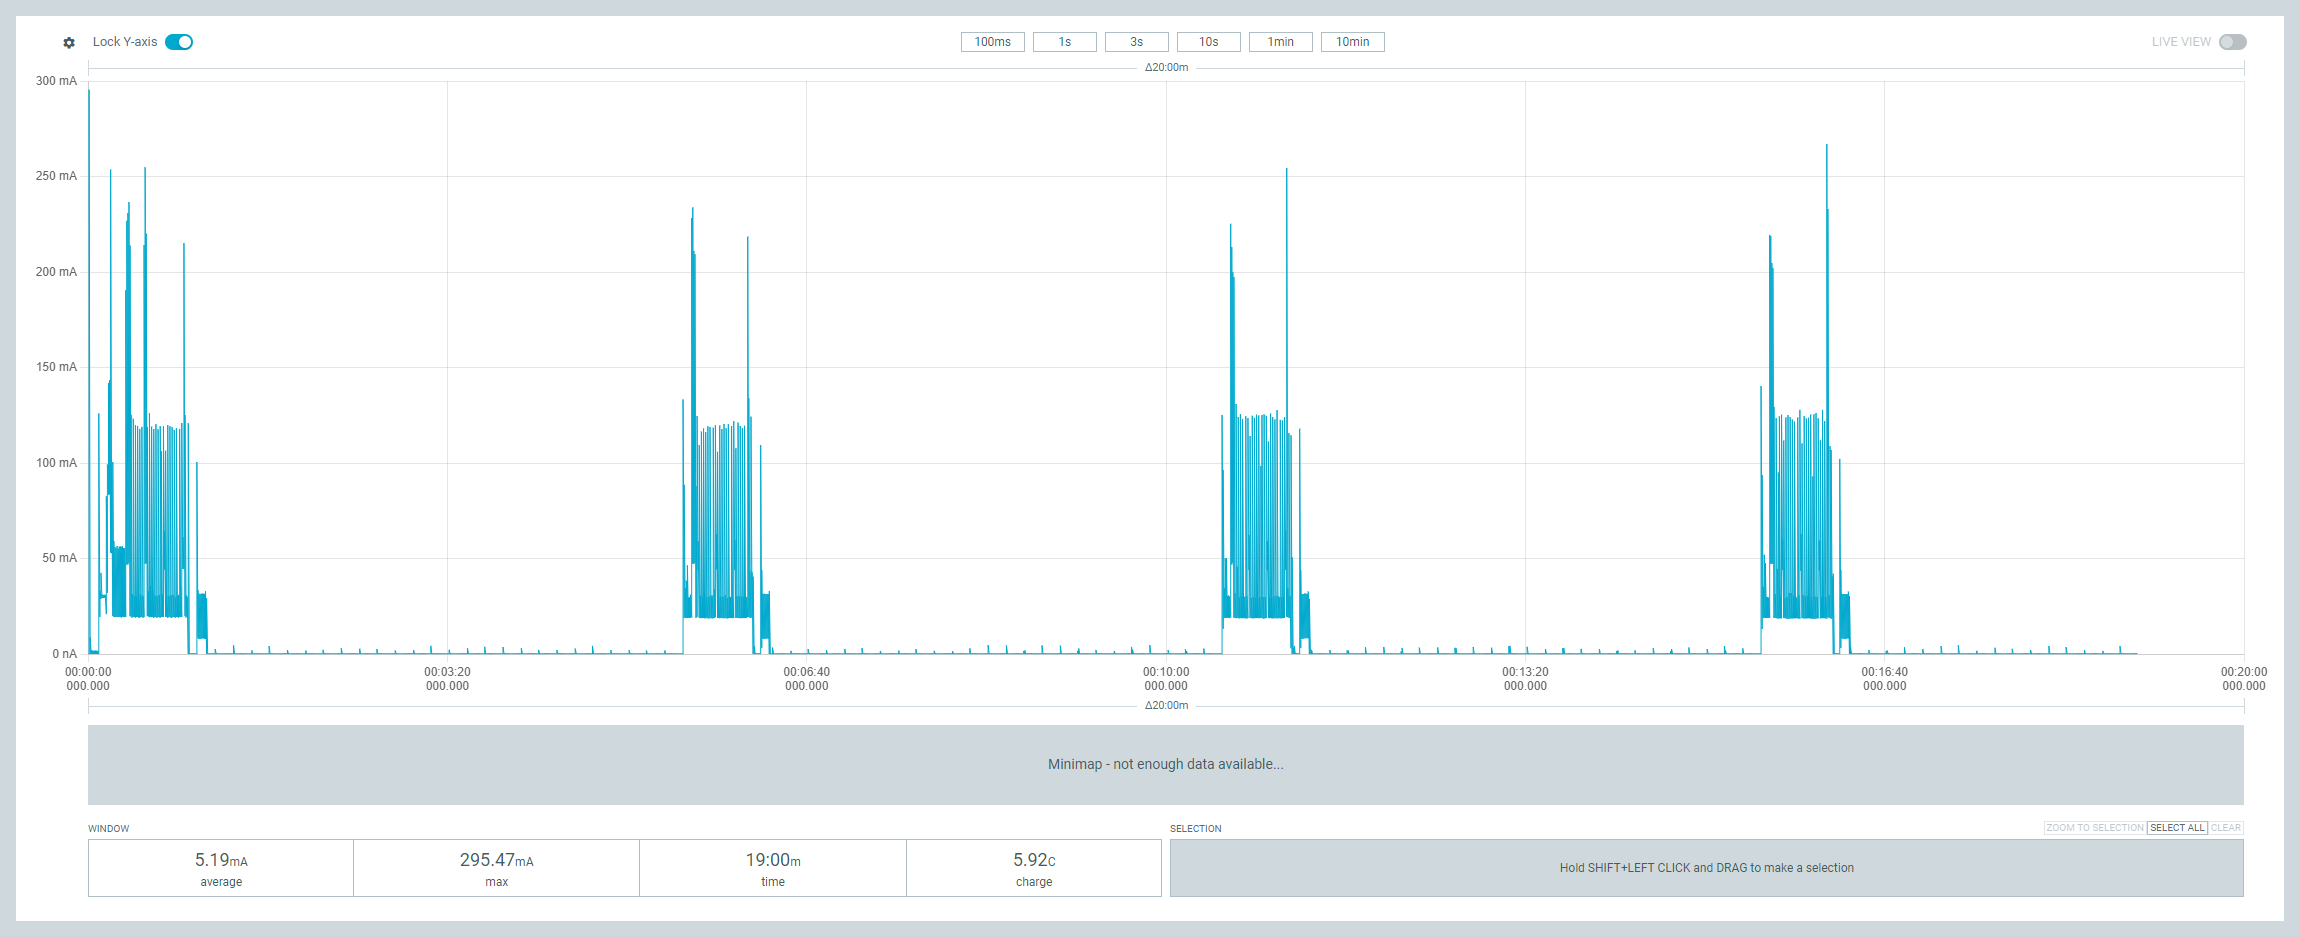 Lock Y-axis
100ms 1s 3s 10s 1min 10min
LIVE VIEW
Δ20:00m
300 mA
250 mA
200 mA
150 mA
100 mA
50 mA
0 nA
00:00:00 00:03:20 00:06:40 00:10:00 00:13:20 00:16:40 00:20:00
000.000 000.000 000.000 000.000 000.000 000.000 000.000
Δ20:00m
Minimap - not enough data available...
WINDOW
5.19mA 295.47mA 19:00m 5.92C
average max time charge
SELECTION
ZOOM TO SELECTION SELECT ALL CLEAR
Hold SHIFT+LEFT CLICK and DRAG to make a selection